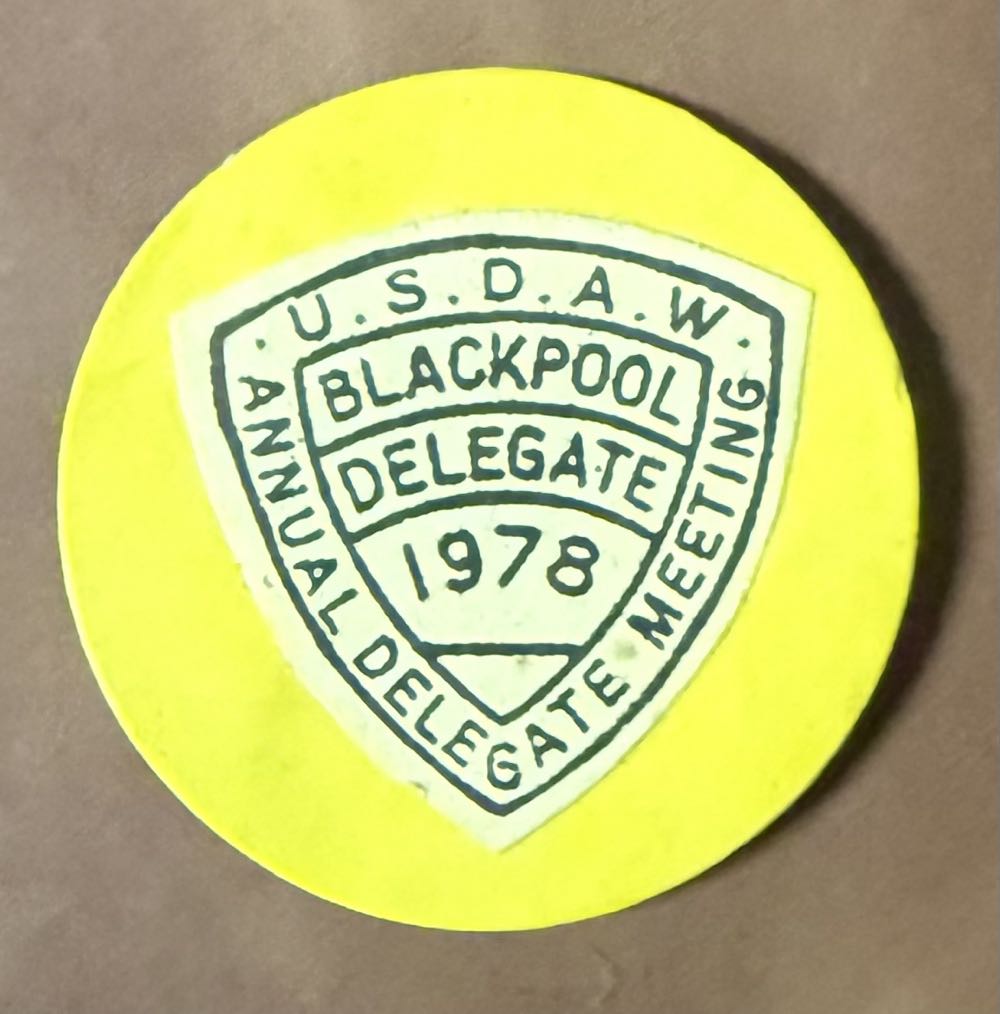 · U.S.D.A.W. ·
BLACKPOOL
DELEGATE
1978
ANNUAL DELEGATE MEETING